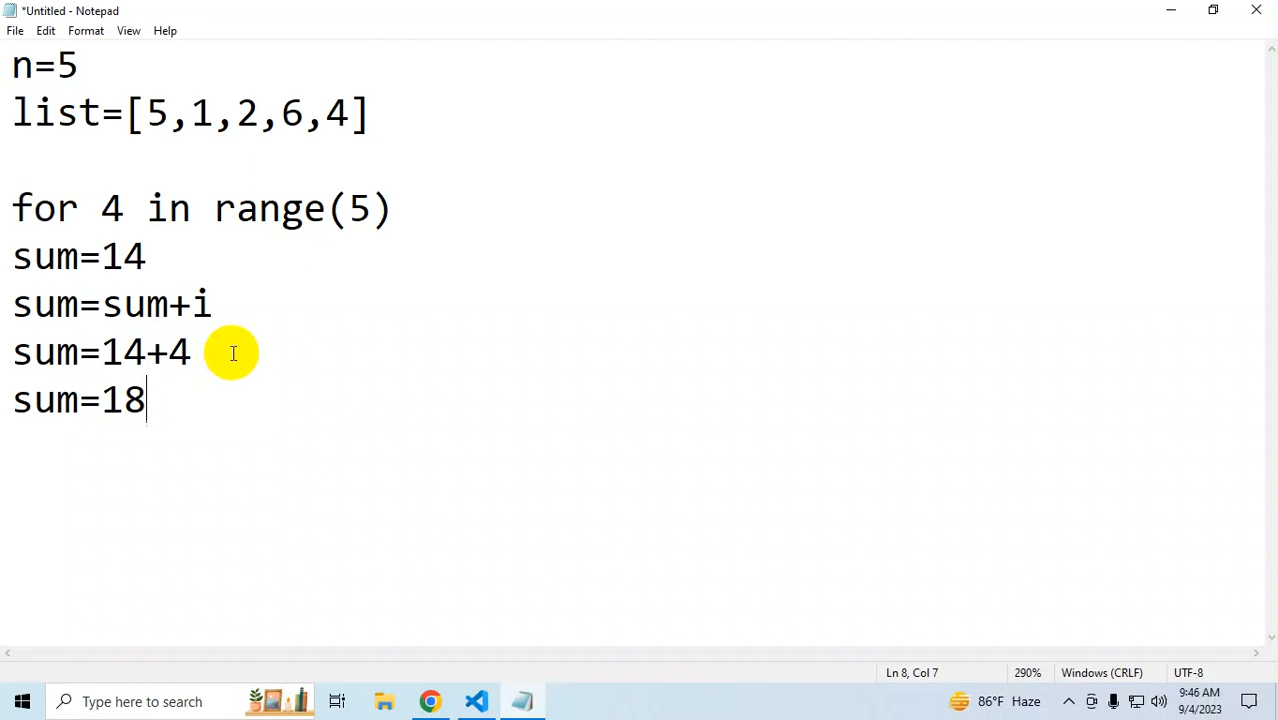 *Untitled - Notepad
File Edit Format View Help
n=5
list=[5,1,2,6,4]
for 4 in range(5)
sum=14
sum=sum+i
sum=14+4
sum=18
Ln 8, Col 7 290% Windows (CRLF) UTF-8
Type here to search 86°F Haze 9:46 AM
9/4/2023